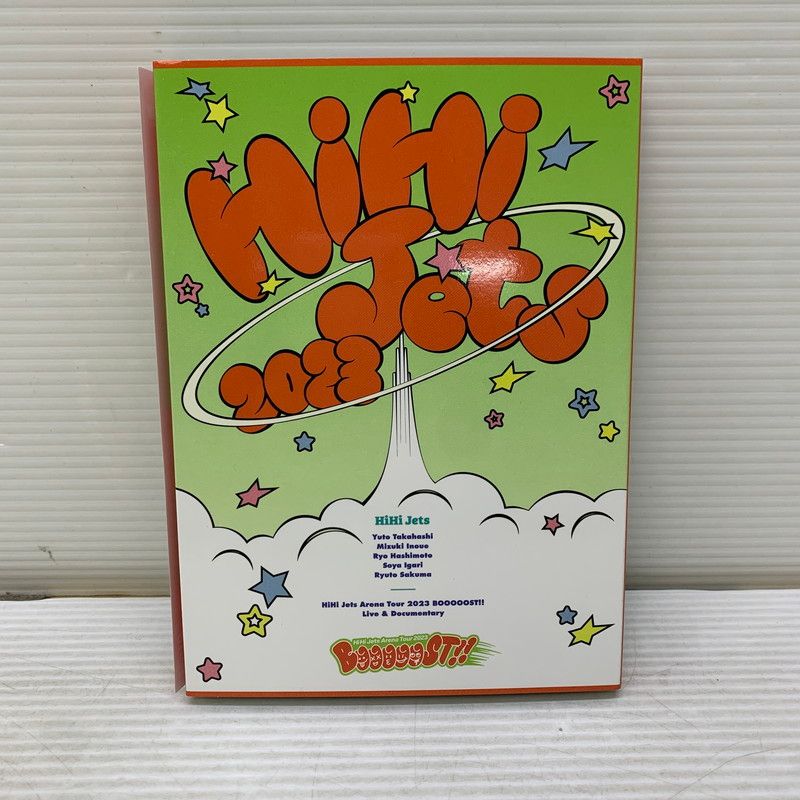 HiHi
Jets
2023
HiHi Jets
Yuto Takahashi
Mizuki Inoue
Ryo Hashimoto
Soya Igari
Ryuto Sakuma
HiHi Jets Arena Tour 2023 BOOOOOST!!
Live & Documentary
HiHi Jets Arena Tour 2023
BOOOOOST!!